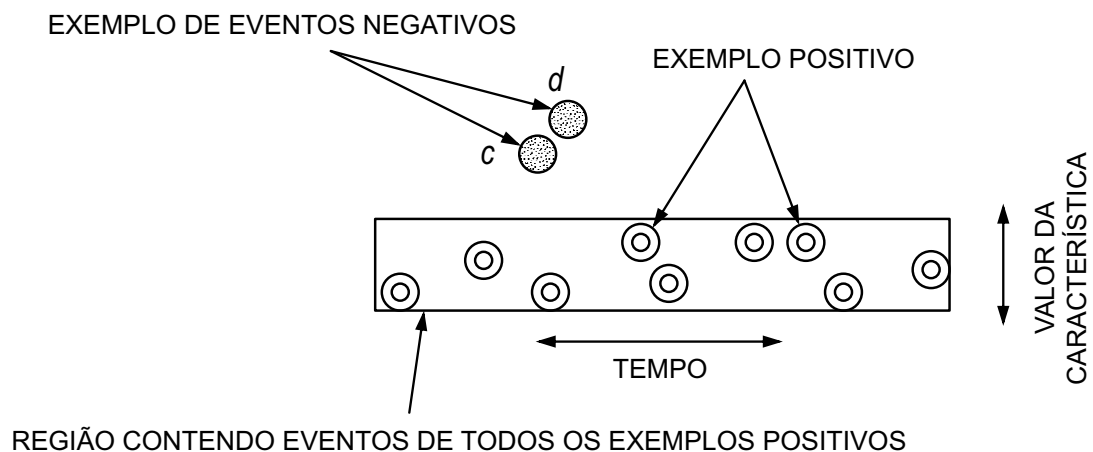 EXEMPLO DE EVENTOS NEGATIVOS
EXEMPLO POSITIVO
d
c
VALOR DA
CARACTERÍSTICA
TEMPO
REGIÃO CONTENDO EVENTOS DE TODOS OS EXEMPLOS POSITIVOS